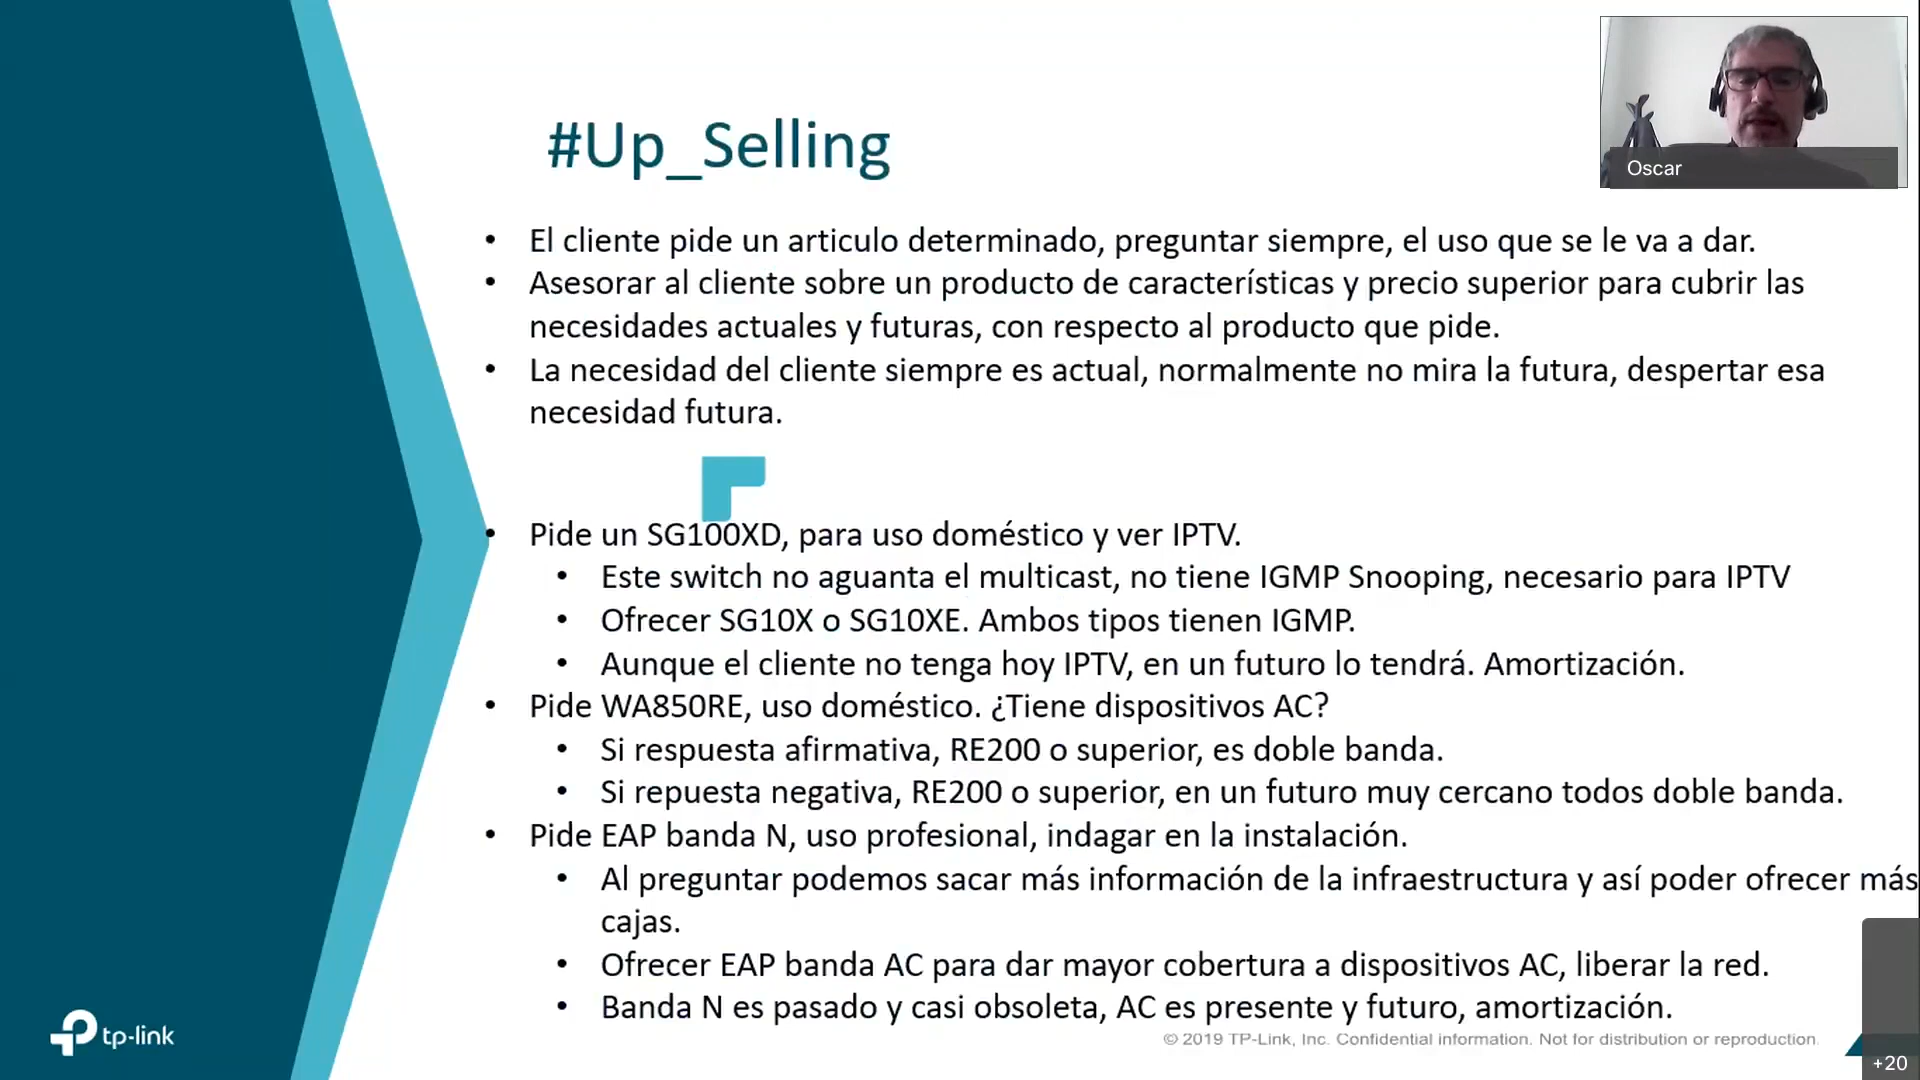 #Up_Selling
Oscar
• El cliente pide un articulo determinado, preguntar siempre, el uso que se le va a dar.
• Asesorar al cliente sobre un producto de características y precio superior para cubrir las
necesidades actuales y futuras, con respecto al producto que pide.
• La necesidad del cliente siempre es actual, normalmente no mira la futura, despertar esa
necesidad futura.
• Pide un SG100XD, para uso doméstico y ver IPTV.
• Este switch no aguanta el multicast, no tiene IGMP Snooping, necesario para IPTV
• Ofrecer SG10X o SG10XE. Ambos tipos tienen IGMP.
• Aunque el cliente no tenga hoy IPTV, en un futuro lo tendrá. Amortización.
• Pide WA850RE, uso doméstico. ¿Tiene dispositivos AC?
• Si respuesta afirmativa, RE200 o superior, es doble banda.
• Si repuesta negativa, RE200 o superior, en un futuro muy cercano todos doble banda.
• Pide EAP banda N, uso profesional, indagar en la instalación.
• Al preguntar podemos sacar más información de la infraestructura y así poder ofrecer más
cajas.
• Ofrecer EAP banda AC para dar mayor cobertura a dispositivos AC, liberar la red.
• Banda N es pasado y casi obsoleta, AC es presente y futuro, amortización.
tp-link
© 2019 TP-Link, Inc. Confidential information. Not for distribution or reproduction.
+20